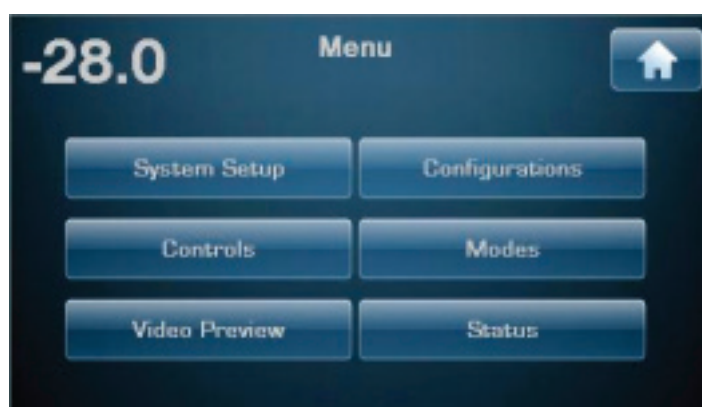 -28.0 Menu
System Setup Configurations
Controls Modes
Video Preview Status